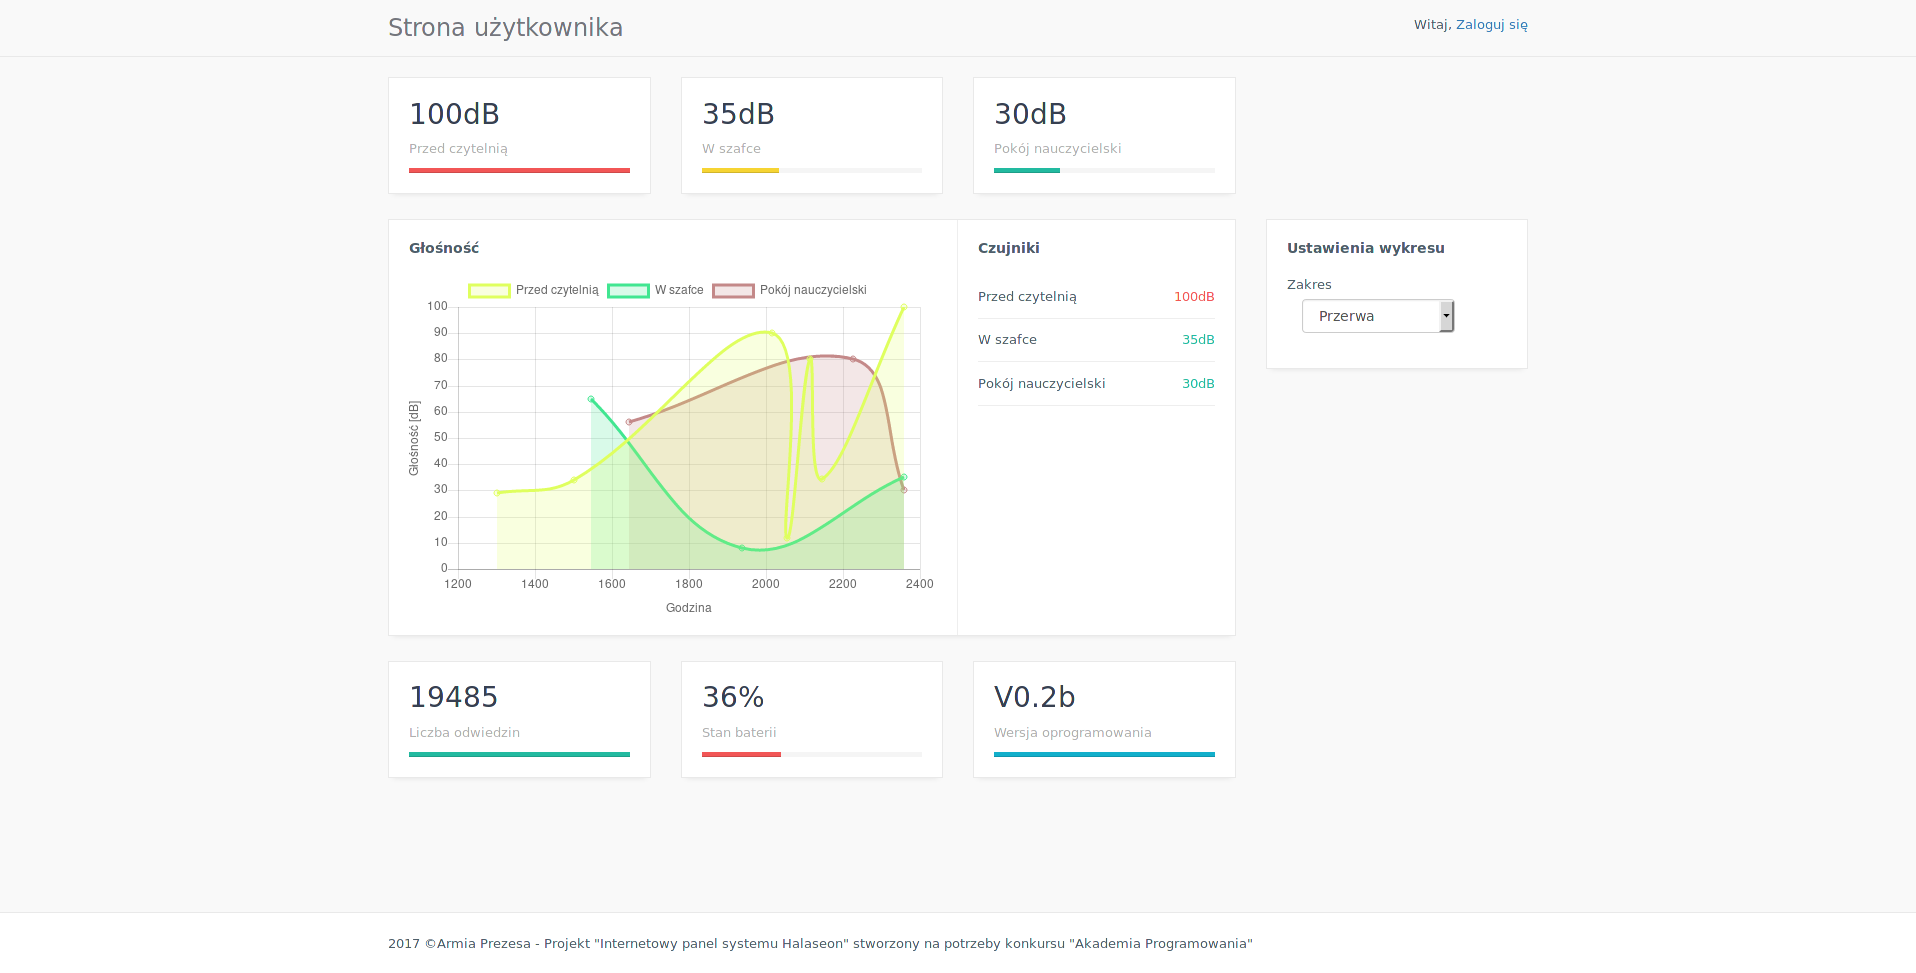 Strona użytkownika
Witaj, Zaloguj się
100dB
Przed czytelnią
35dB
W szafce
30dB
Pokój nauczycielski
Głośność
Przed czytelnią W szafce Pokój nauczycielski
100
90
80
70
60
50
40
30
20
10
0
Głośność [dB]
1200 1400 1600 1800 2000 2200 2400
Godzina
Czujniki
Przed czytelnią 100dB
W szafce 35dB
Pokój nauczycielski 30dB
Ustawienia wykresu
Zakres
Przerwa
19485
Liczba odwiedzin
36%
Stan baterii
V0.2b
Wersja oprogramowania
2017 ©Armia Prezesa - Projekt "Internetowy panel systemu Halaseon" stworzony na potrzeby konkursu "Akademia Programowania"